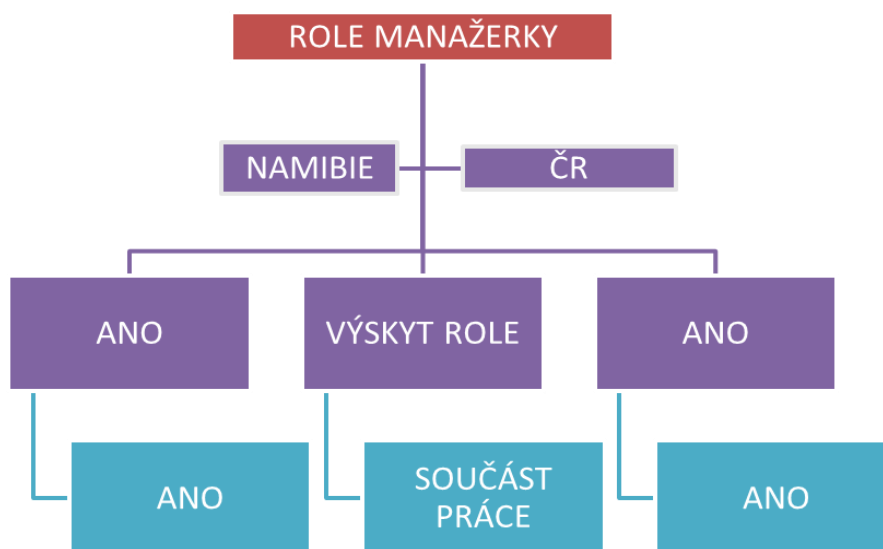 ROLE MANAŽERKY
NAMIBIE
ČR
ANO
VÝSKYT ROLE
ANO
ANO
SOUČÁST
PRÁCE
ANO